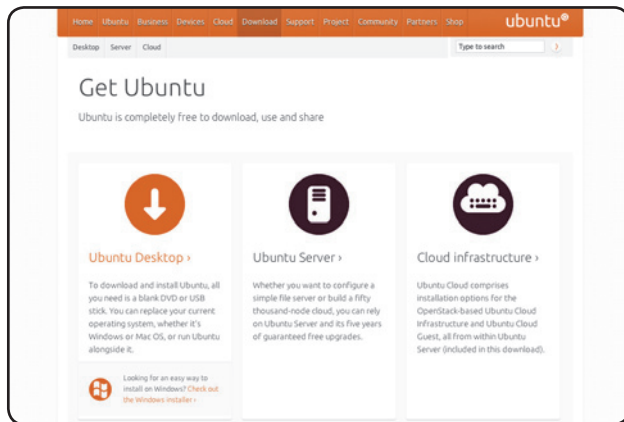 Home Ubuntu Business Devices Cloud Download Support Project Community Partners Shop ubuntu®
Desktop Server Cloud Type to search
Get Ubuntu
Ubuntu is completely free to download, use and share
Ubuntu Desktop ›
To download and install Ubuntu, all
you need is a blank DVD or USB
stick. You can replace your current
operating system, whether it's
Windows or Mac OS, or run Ubuntu
alongside it.
Looking for an easy way to
install on Windows? Check out
the Windows installer ›
Ubuntu Server ›
Whether you want to configure a
simple file server or build a fifty
thousand-node cloud, you can rely
on Ubuntu Server and its five years
of guaranteed free upgrades.
Cloud infrastructure ›
Ubuntu Cloud comprises
installation options for the
OpenStack-based Ubuntu Cloud
Infrastructure and Ubuntu Cloud
Guest, all from within Ubuntu
Server (included in this download).